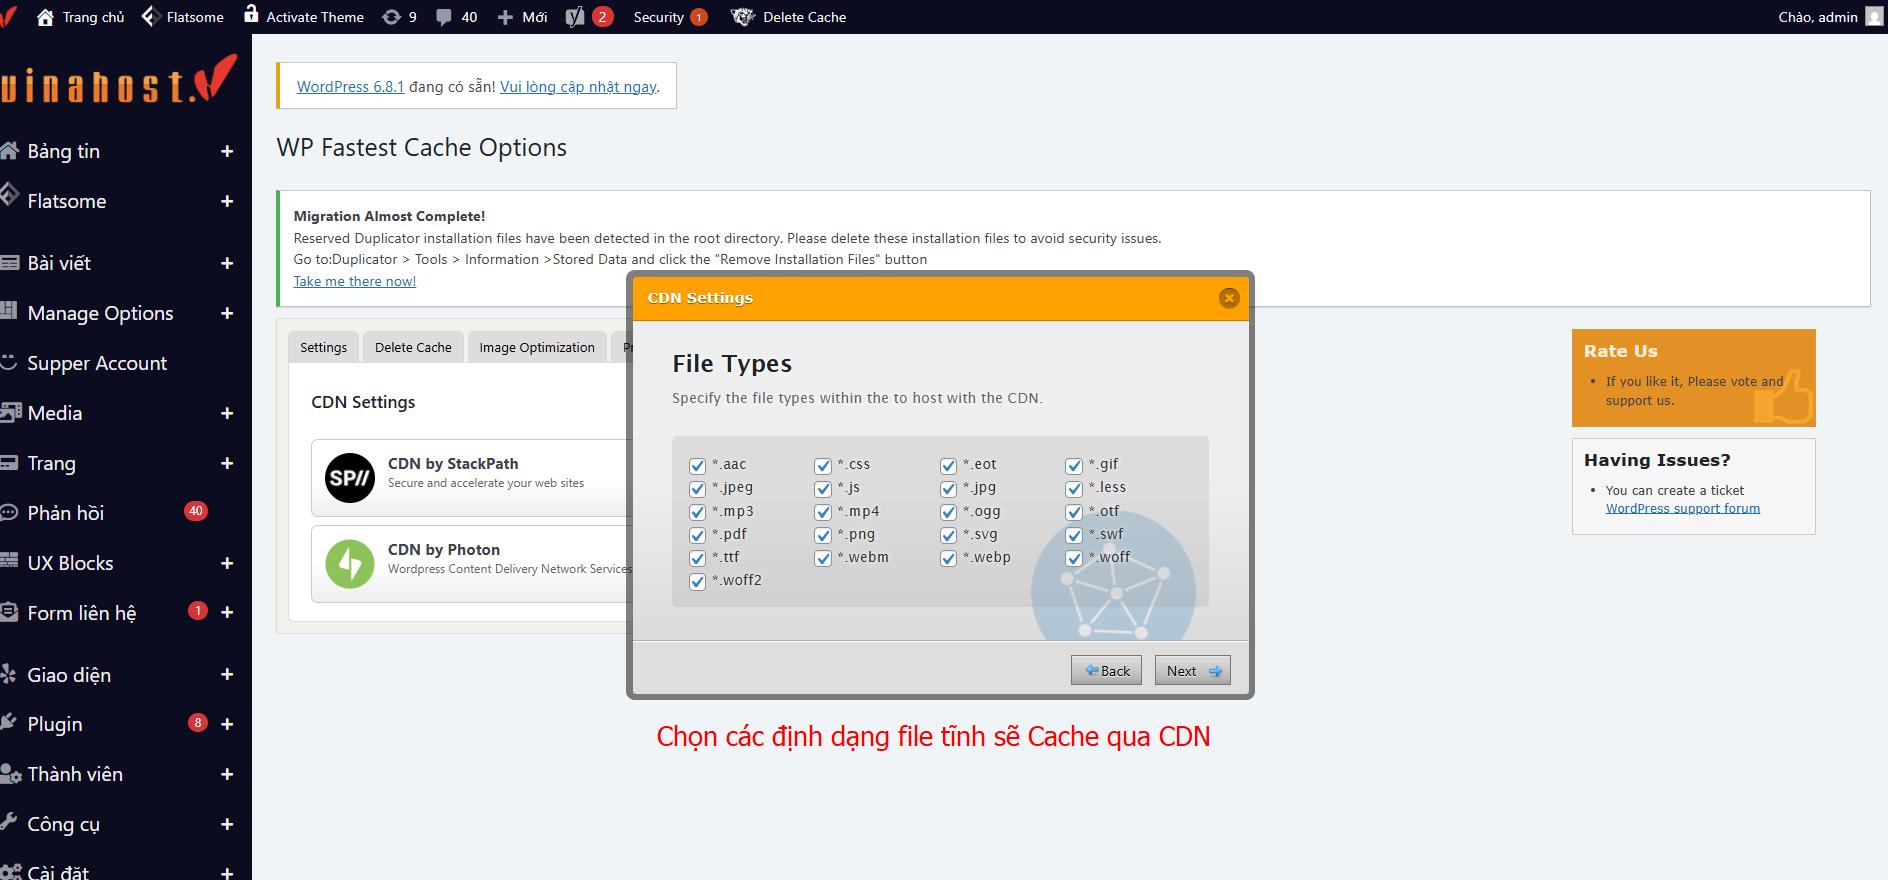 Trang chủ Flatsome Activate Theme 9 40 Mới 2 Security 1 Delete Cache Chào, admin
vinahost.
WordPress 6.8.1 đang có sẵn! Vui lòng cập nhật ngay.
WP Fastest Cache Options
Migration Almost Complete!
Reserved Duplicator installation files have been detected in the root directory. Please delete these installation files to avoid security issues.
Go to:Duplicator > Tools > Information >Stored Data and click the "Remove Installation Files" button
Take me there now!
Bảng tin +
Flatsome +
Bài viết +
Manage Options +
Supper Account
Media +
Trang +
Phản hồi 40
UX Blocks +
Form liên hệ 1 +
Giao diện +
Plugin 8 +
Thành viên +
Công cụ +
Cài đặt +
Settings Delete Cache Image Optimization
CDN Settings
CDN by StackPath
SP//
Secure and accelerate your web sites
CDN by Photon
Wordpress Content Delivery Network Services
CDN Settings
File Types
Specify the file types within the to host with the CDN.
*.aac *.css *.eot *.gif
*.jpeg *.js *.jpg *.less
*.mp3 *.mp4 *.ogg *.otf
*.pdf *.png *.svg *.swf
*.ttf *.webm *.webp *.woff
*.woff2
Back Next
Chọn các định dạng file tĩnh sẽ Cache qua CDN
Rate Us
• If you like it, Please vote and
support us.
Having Issues?
• You can create a ticket
WordPress support forum